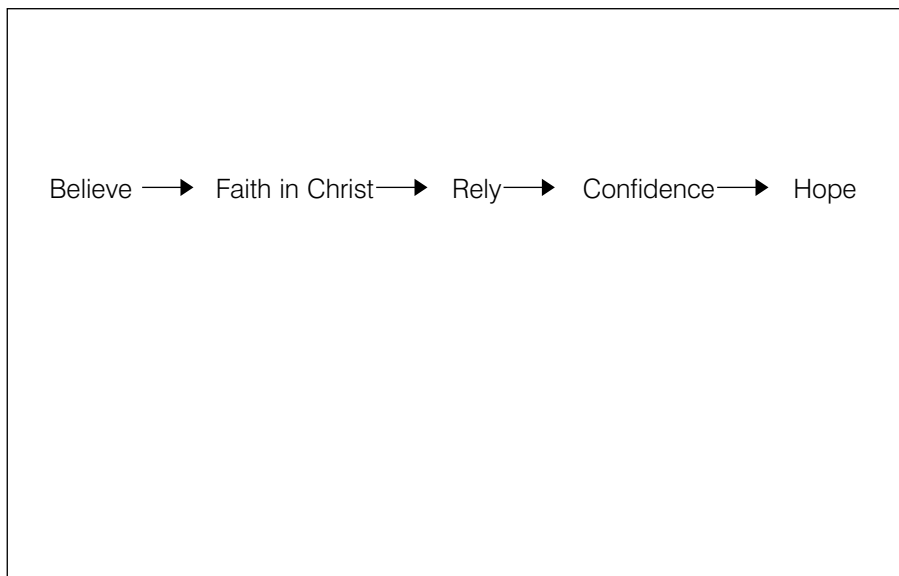 Believe → Faith in Christ → Rely → Confidence → Hope